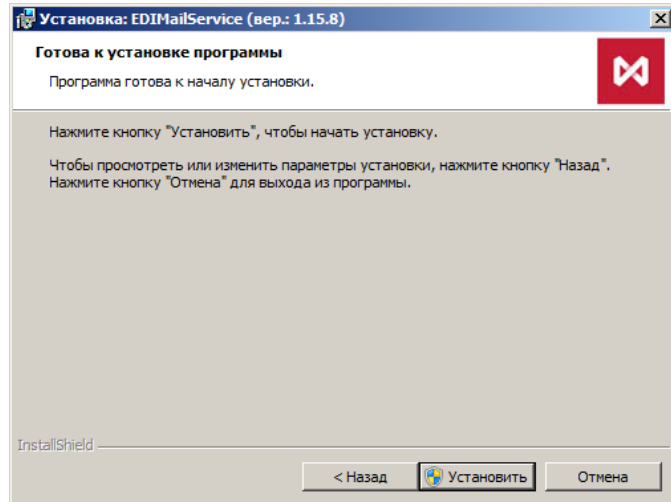 Установка: EDIMailService (вер.: 1.15.8)
Готова к установке программы
Программа готова к началу установки.
Нажмите кнопку "Установить", чтобы начать установку.
Чтобы просмотреть или изменить параметры установки, нажмите кнопку "Назад".
Нажмите кнопку "Отмена" для выхода из программы.
InstallShield
< Назад
Установить
Отмена